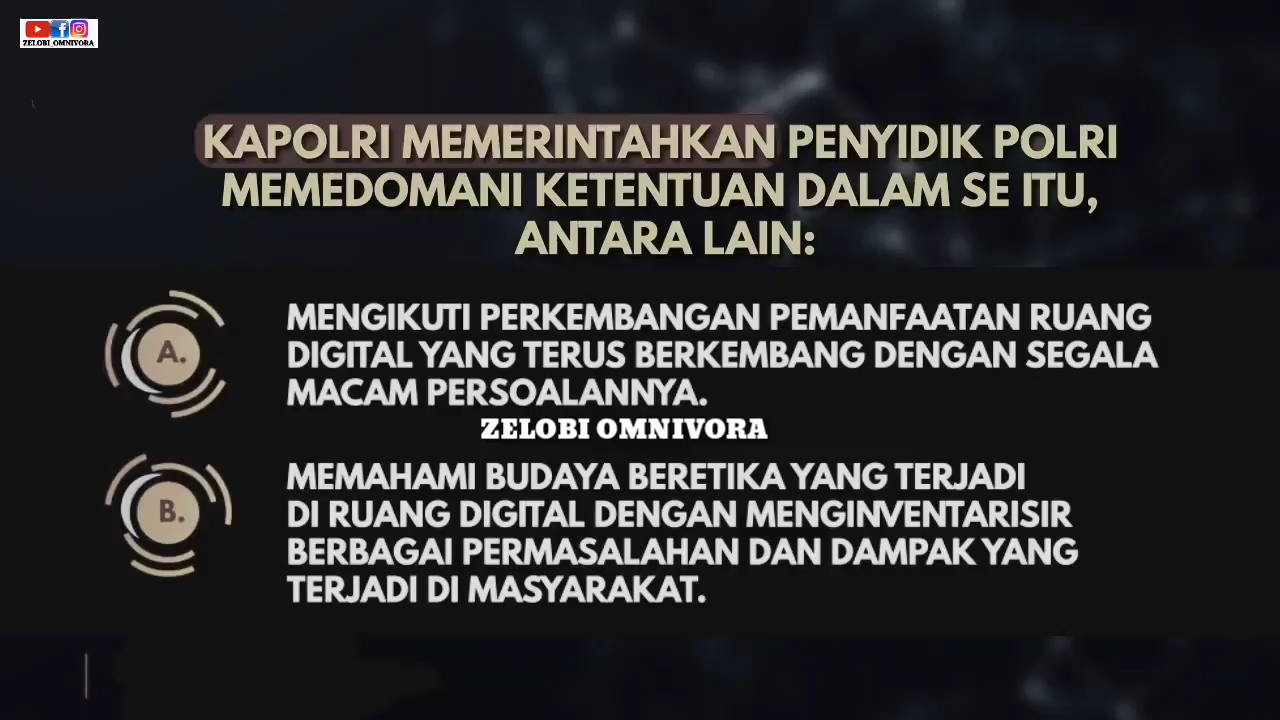 ZELOBI_OMNIVORA
KAPOLRI MEMERINTAHKAN PENYIDIK POLRI
MEMEDOMANI KETENTUAN DALAM SE ITU,
ANTARA LAIN:
A.
MENGIKUTI PERKEMBANGAN PEMANFAATAN RUANG
DIGITAL YANG TERUS BERKEMBANG DENGAN SEGALA
MACAM PERSOALANNYA.
ZELOBI OMNIVORA
B.
MEMAHAMI BUDAYA BERETIKA YANG TERJADI
DI RUANG DIGITAL DENGAN MENGINVENTARISIR
BERBAGAI PERMASALAHAN DAN DAMPAK YANG
TERJADI DI MASYARAKAT.